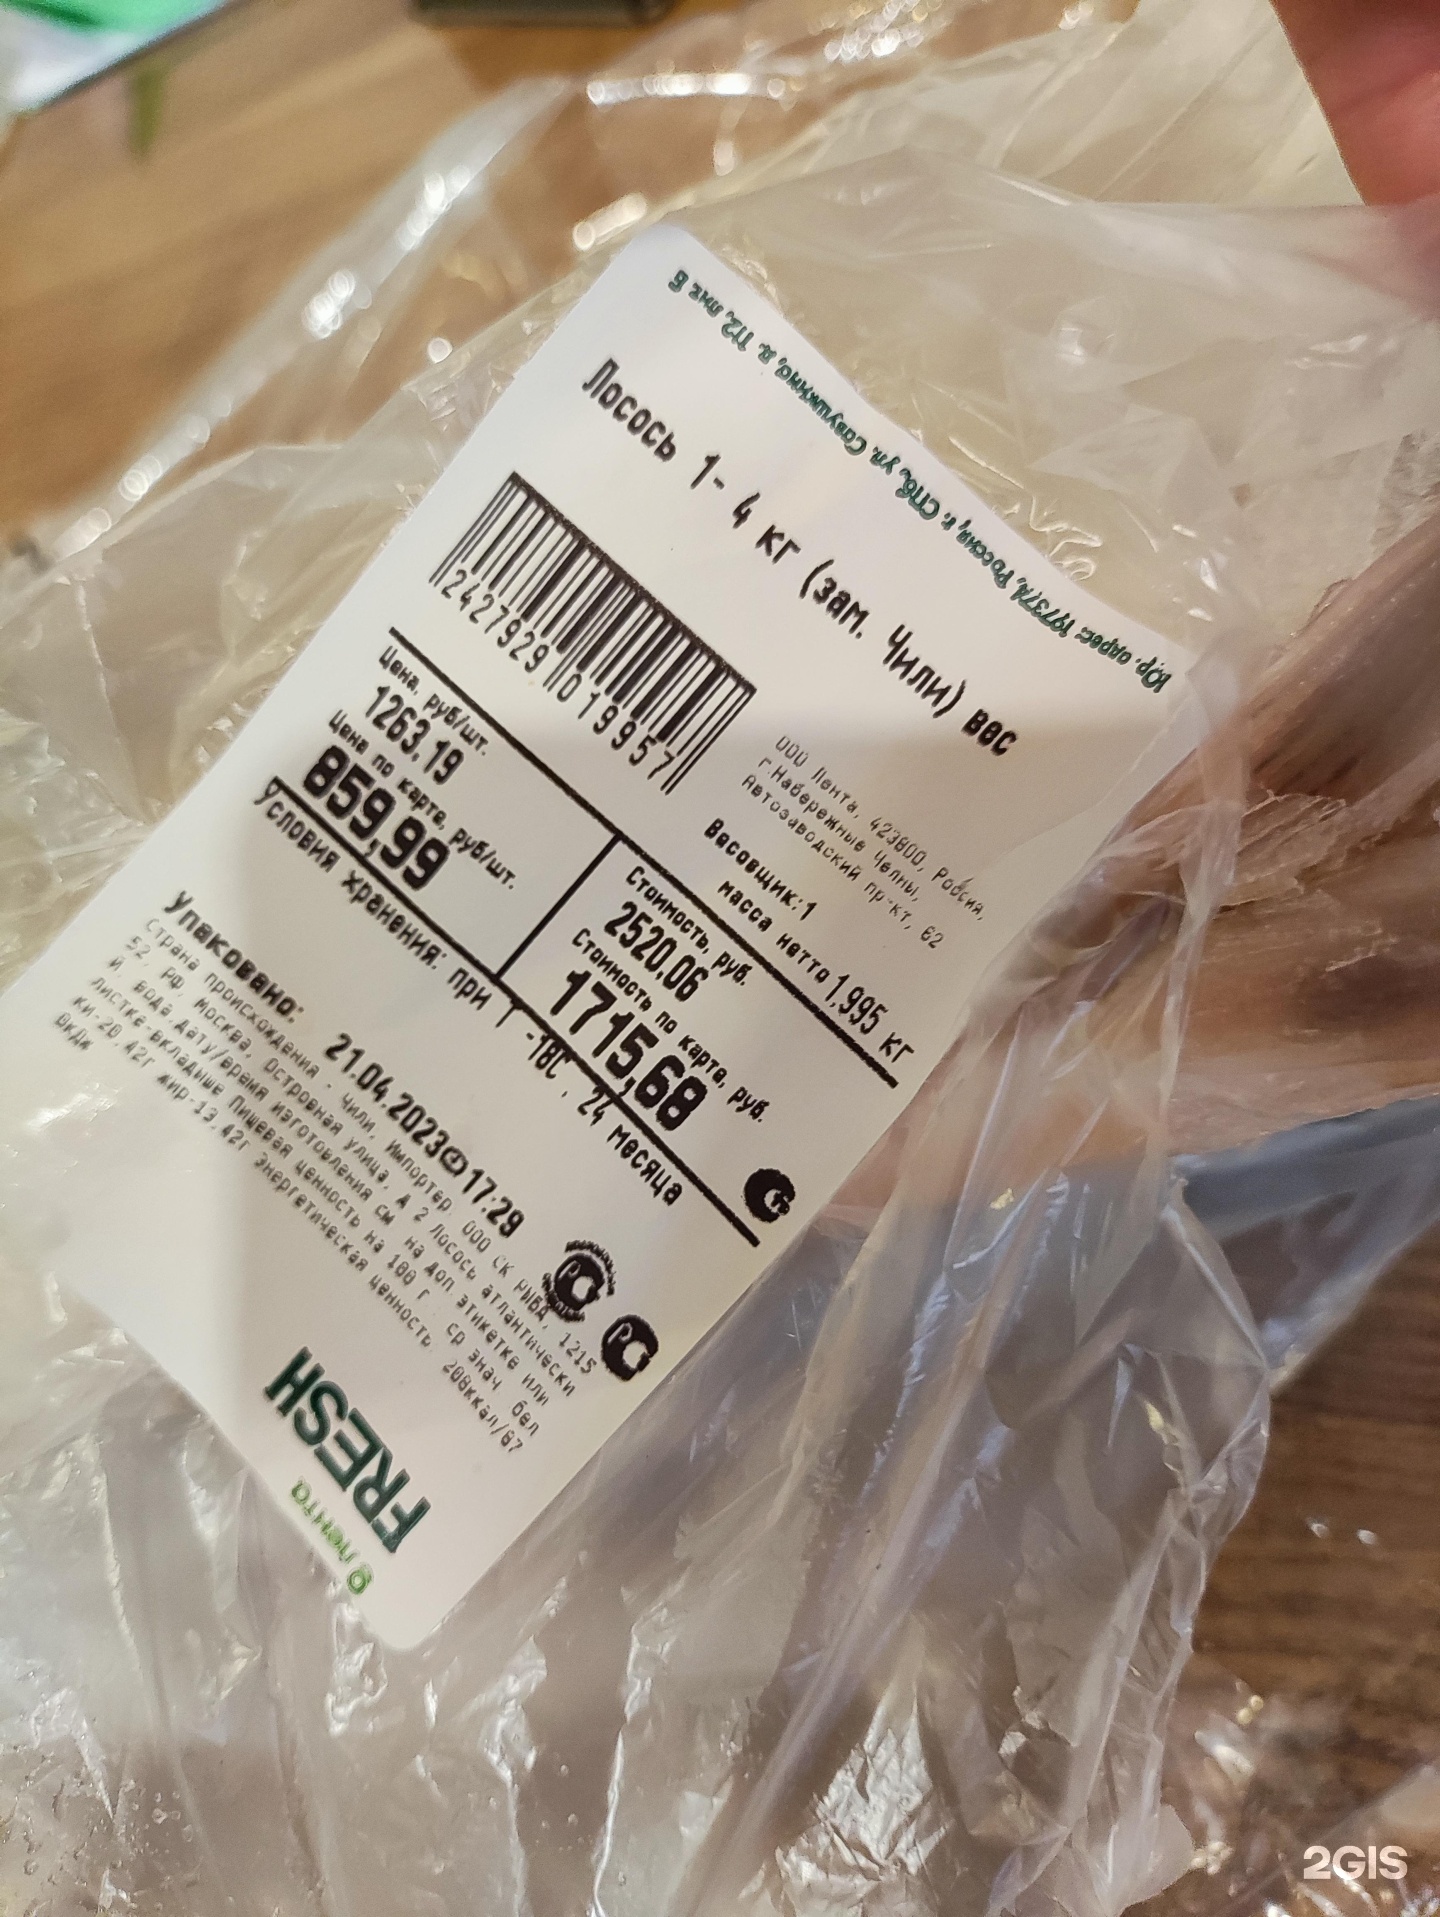 Юр. адрес: 197374, Россия, г. СПб, ул. Савушкина, д. 112, лит. Б
Лосось 1- 4 кг (зам. Чили) вес
2427929 019957
ООО Лента, 423800, Россия,
г.Набережные Челны,
Автозаводский пр-кт, 62
Весовщик:1
масса нетто 1,995 кг
Цена, руб/шт.
1263,19
Цена по карте, руб/шт.
859,99
Стоимость, руб.
2520,06
Стоимость по карте, руб.
1715,68
Условия хранения: при Т -18С , 24 месяца
Упаковано: 21.04.2023 17:29
Страна происхождения - Чили, Импортер: ООО СК РЫБА, 1215
52, РФ, Москва, Островная улица, д 2 Лосось атлантически
й, вода.дату/время изготовления см на доп этикетке или
листке-вкладыше Пищевая ценность на 100 г. ср знач бел
ки-20,42г жир-13,42г Энергетическая ценность 208ккал/87
0кДж
РС
РС
FRESH
лента
2GIS